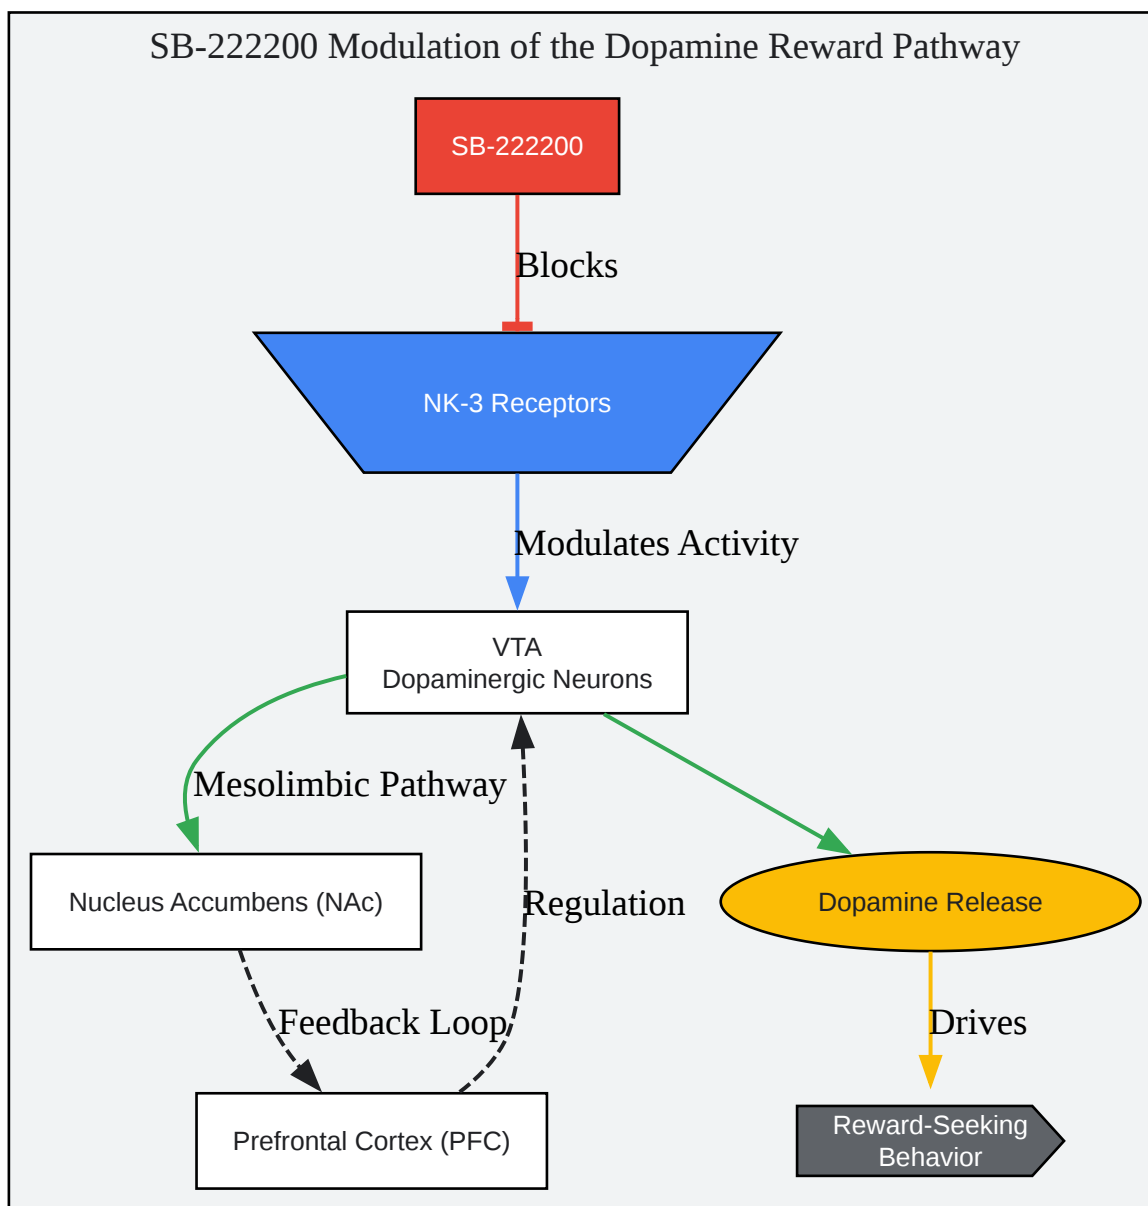 SB-222200 Modulation of the Dopamine Reward Pathway
SB-222200
Blocks
NK-3 Receptors
Modulates Activity
VTA
Dopaminergic Neurons
Mesolimbic Pathway
Nucleus Accumbens (NAc)
Regulation
Dopamine Release
Feedback Loop
Drives
Prefrontal Cortex (PFC)
Reward-Seeking
Behavior